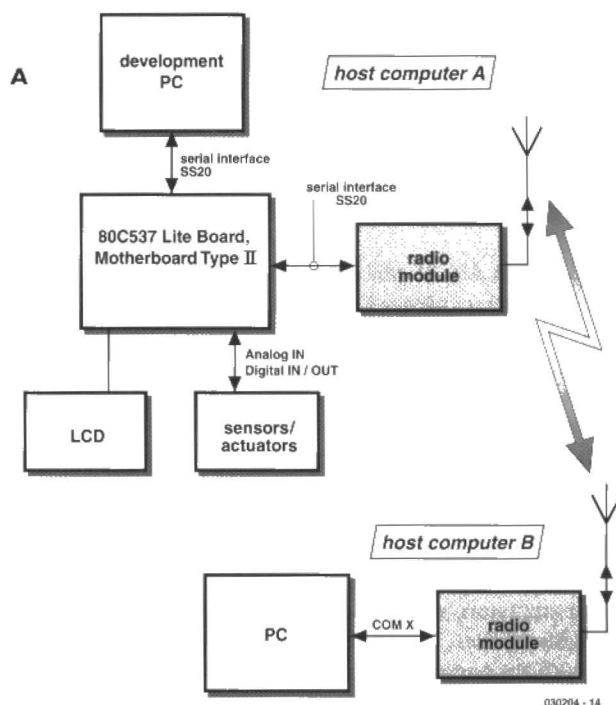 A
development
PC
host computer A
serial interface
SS20
serial interface
SS20
80C537 Lite Board,
Motherboard Type II
radio
module
Analog IN
Digital IN / OUT
LCD
sensors/
actuators
host computer B
PC
COM X
radio
module
030204 - 14